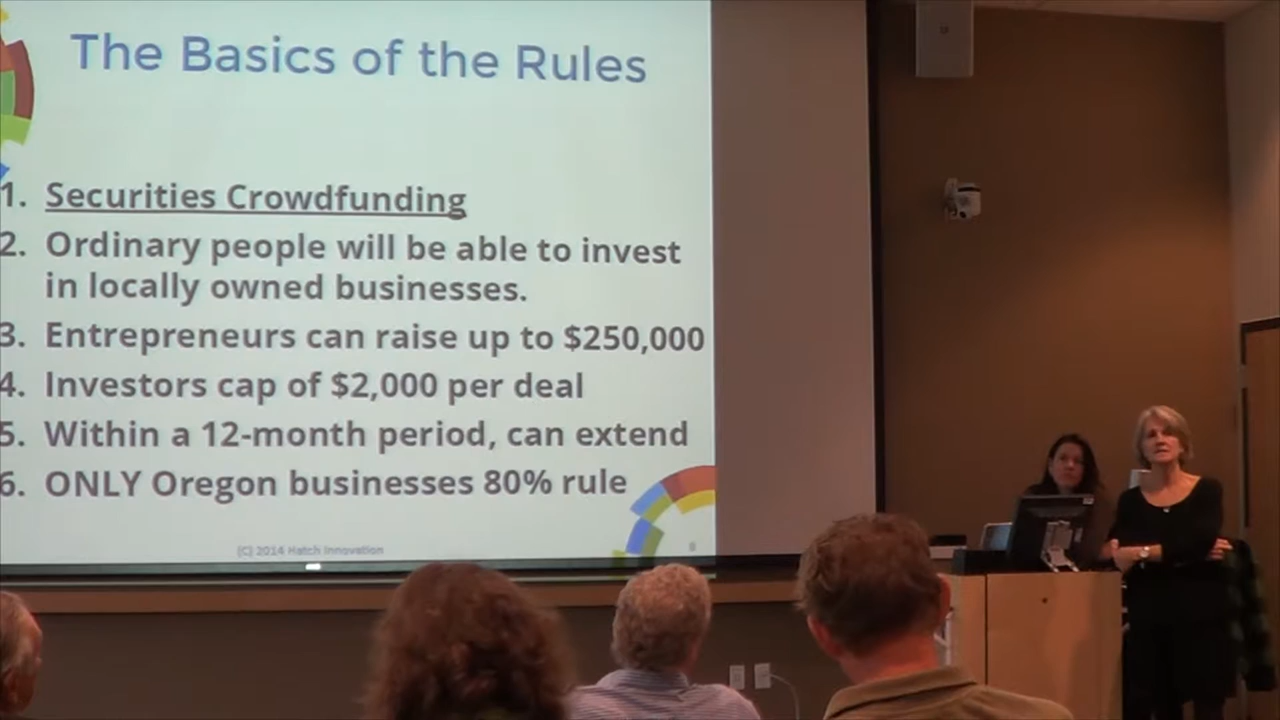 The Basics of the Rules
1. Securities Crowdfunding
2. Ordinary people will be able to invest
in locally owned businesses.
3. Entrepreneurs can raise up to $250,000
4. Investors cap of $2,000 per deal
5. Within a 12-month period, can extend
6. ONLY Oregon businesses 80% rule
(C) 2014 Hatch Innovation